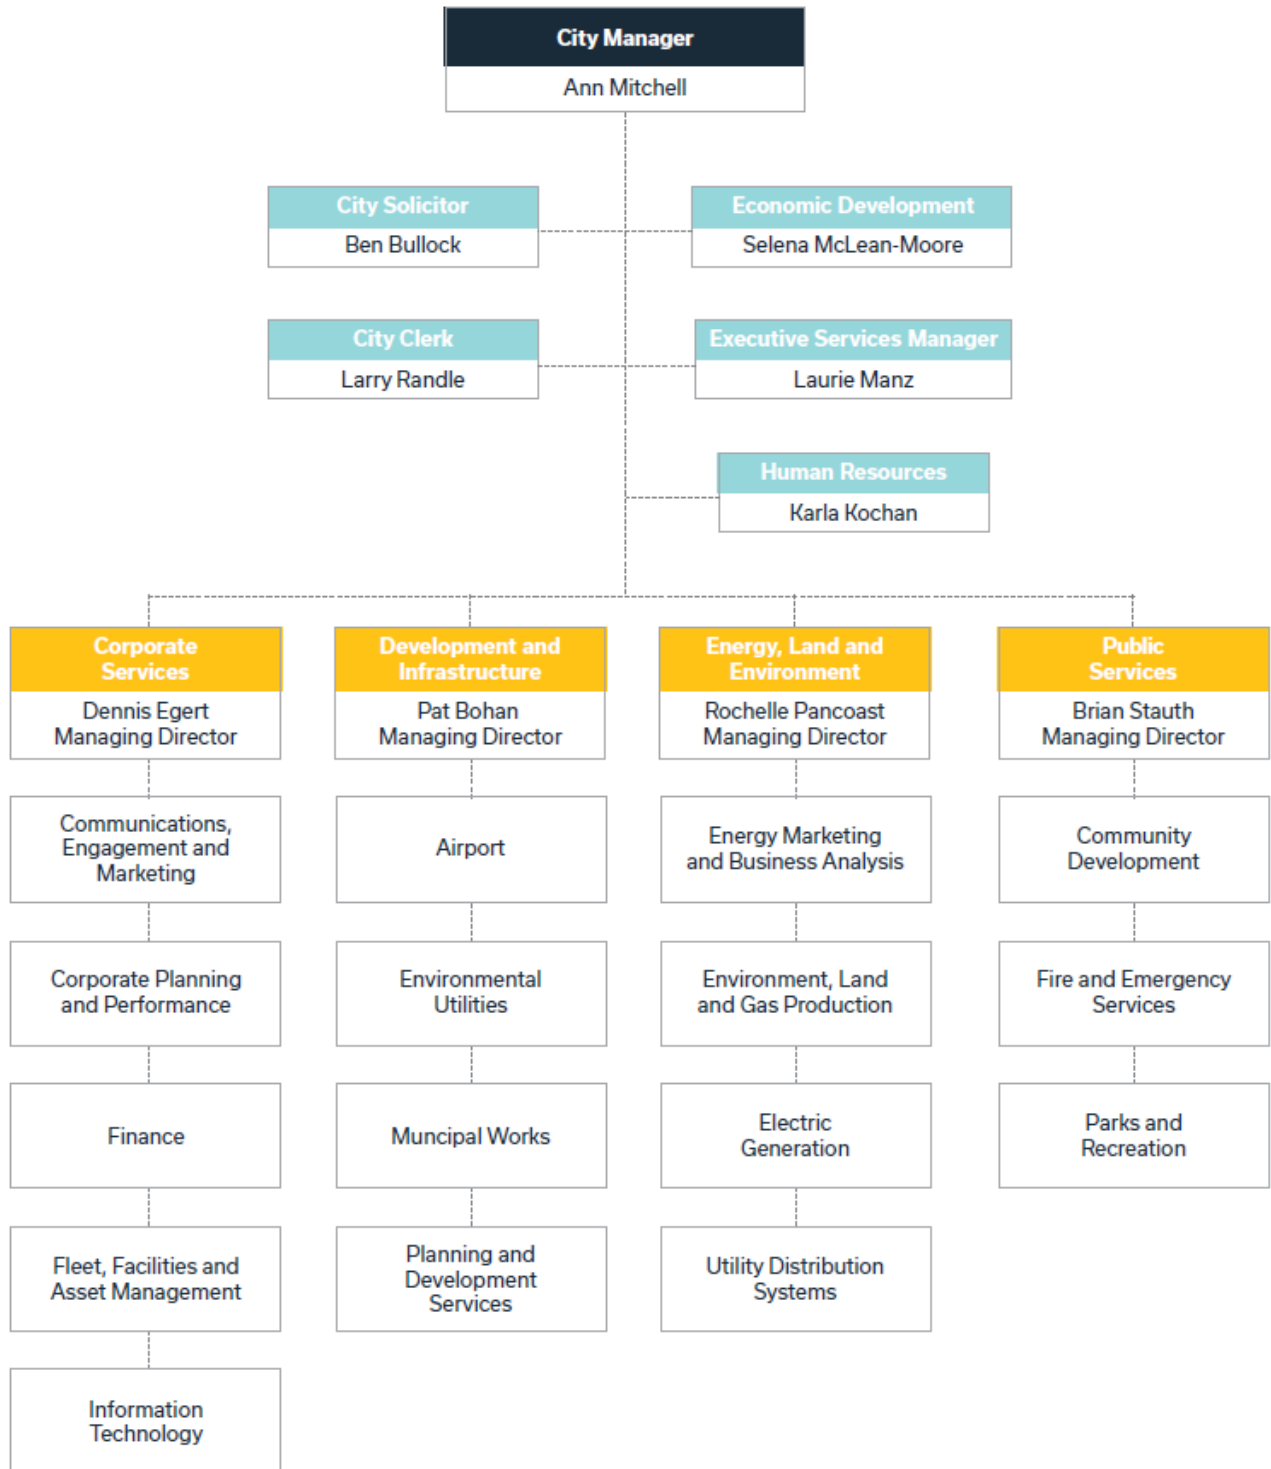 City Manager
Ann Mitchell
City Solicitor
Ben Bullock
Economic Development
Selena McLean-Moore
City Clerk
Larry Randle
Executive Services Manager
Laurie Manz
Human Resources
Karla Kochan
Corporate
Services
Dennis Egert
Managing Director
Communications,
Engagement and
Marketing
Corporate Planning
and Performance
Finance
Fleet, Facilities and
Asset Management
Information
Technology
Development and
Infrastructure
Pat Bohan
Managing Director
Airport
Environmental
Utilities
Muncipal Works
Planning and
Development
Services
Energy, Land and
Environment
Rochelle Pancoast
Managing Director
Energy Marketing
and Business Analysis
Environment, Land
and Gas Production
Electric
Generation
Utility Distribution
Systems
Public
Services
Brian Stauth
Managing Director
Community
Development
Fire and Emergency
Services
Parks and
Recreation